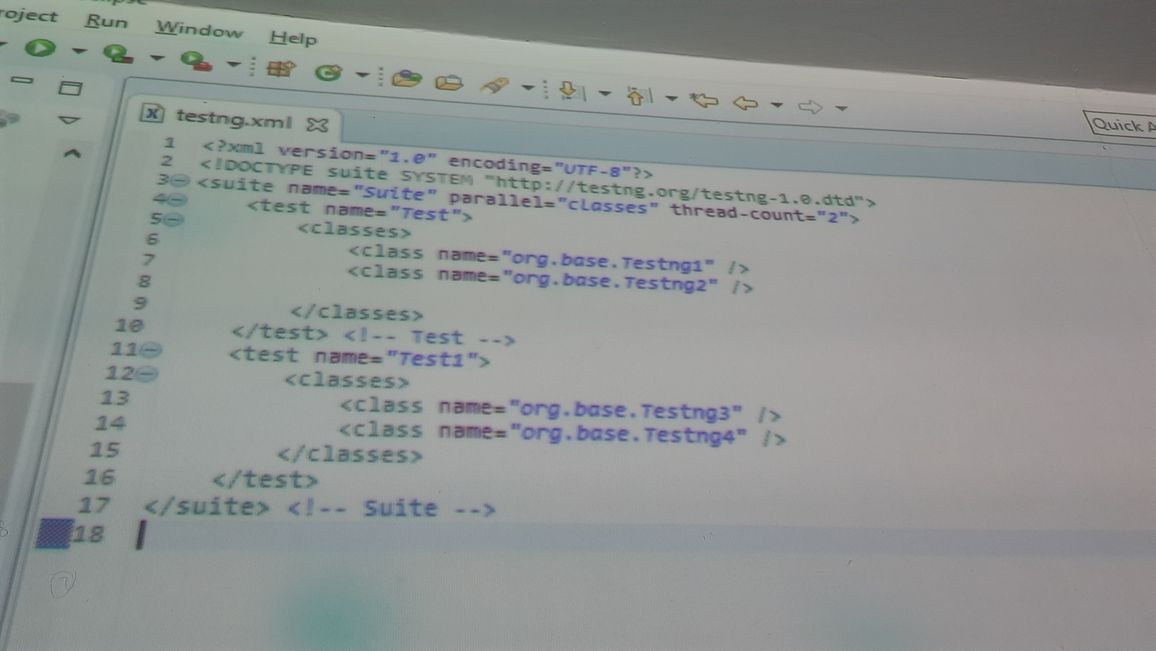 Run Window Help
Quick
testng.xml
1 <?xml version="1.0" encoding="UTF-8"?>
2 <!DOCTYPE suite SYSTEM "http://testng.org/testng-1.0.dtd">
3 <suite name="Suite" parallel="classes" thread-count="2">
4 <test name="Test">
5 <classes>
6 <class name="org.base.Testng1" />
7 <class name="org.base.Testng2" />
8
9 </classes>
10 </test> <!-- Test -->
11 <test name="Test1">
12 <classes>
13 <class name="org.base.Testng3" />
14 <class name="org.base.Testng4" />
15 </classes>
16 </test>
17 </suite> <!-- Suite -->
18